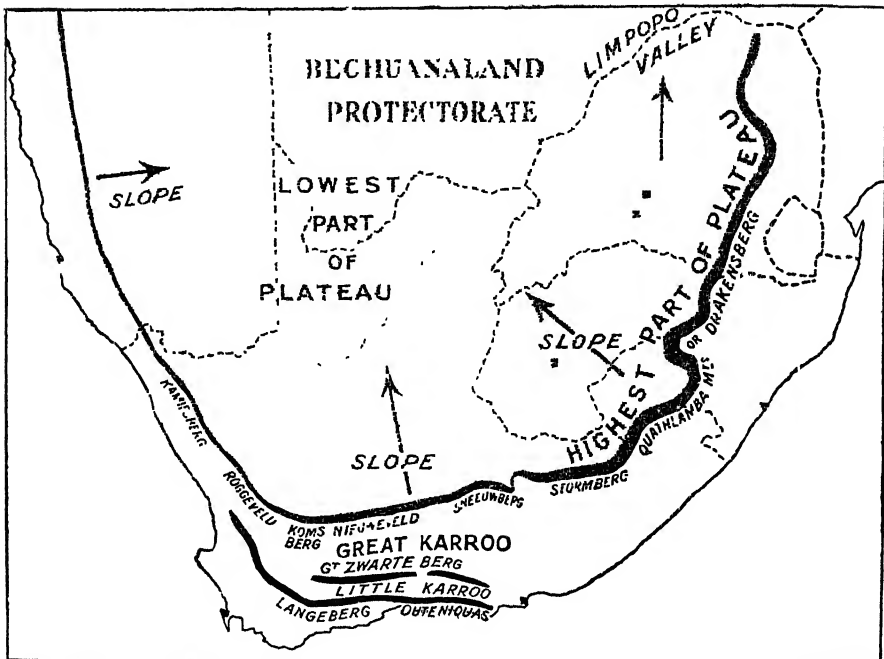 LIMPOPO
VALLEY
BECHUANALAND
PROTECTORATE
SLOPE
LOWEST
PART
OF
PLATEAU
HIGHEST PART OF PLATEAU
SLOPE
QUATHLAMBA MTS
OR DRAKENSBERG
KAMIESBERG
SLOPE
ROGGEVELD
KOMS
BERG
NIEUWEVELD
SNEEUWBERG
STORMBERG
GREAT KARROO
GT ZWARTE BERG
LITTLE KARROO
LANGEBERG
OUTENIQUAS